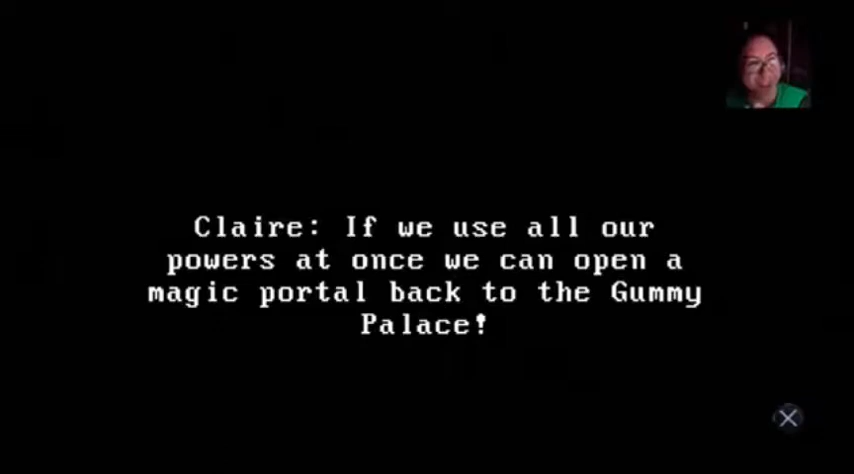 Claire: If we use all our
powers at once we can open a
magic portal back to the Gummy
Palace!